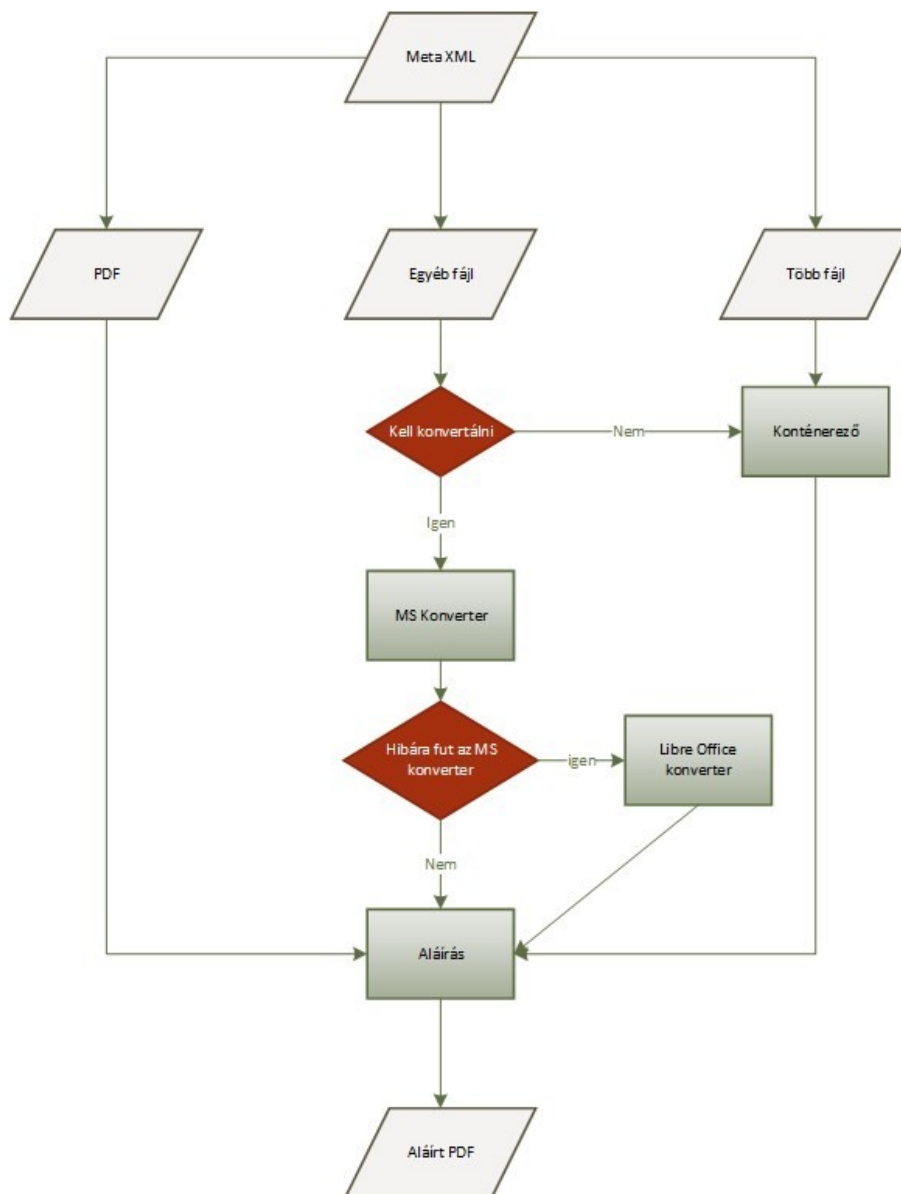 Meta XML
PDF
Egyéb fájl
Több fájl
Kell konvertálni
Nem
Konténerező
Igen
MS Konverter
Hibára fut az MS
konverter
igen
Libre Office
konverter
Nem
Aláírás
Aláírt PDF